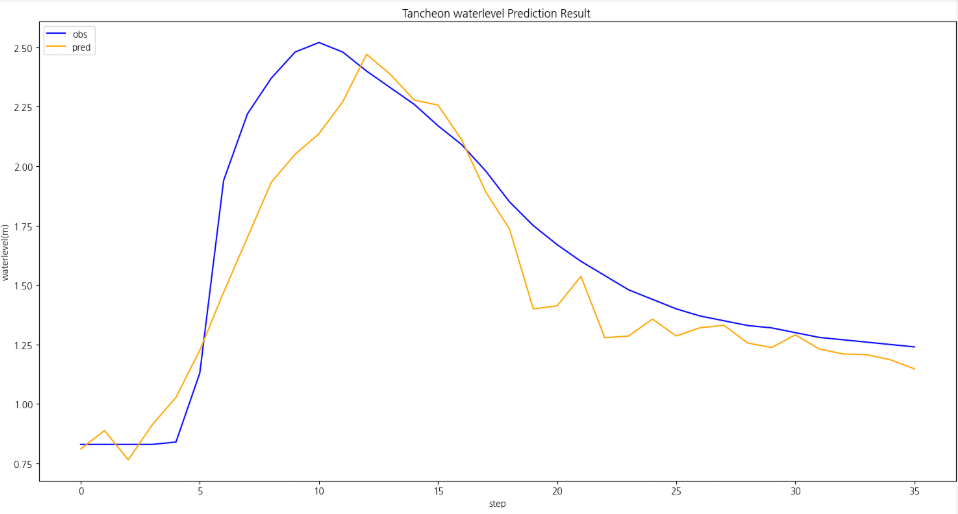 Tancheon waterlevel Prediction Result
obs
pred
2.50
2.25
2.00
1.75
1.50
1.25
1.00
0.75
waterlevel(m)
0 5 10 15 20 25 30 35
step